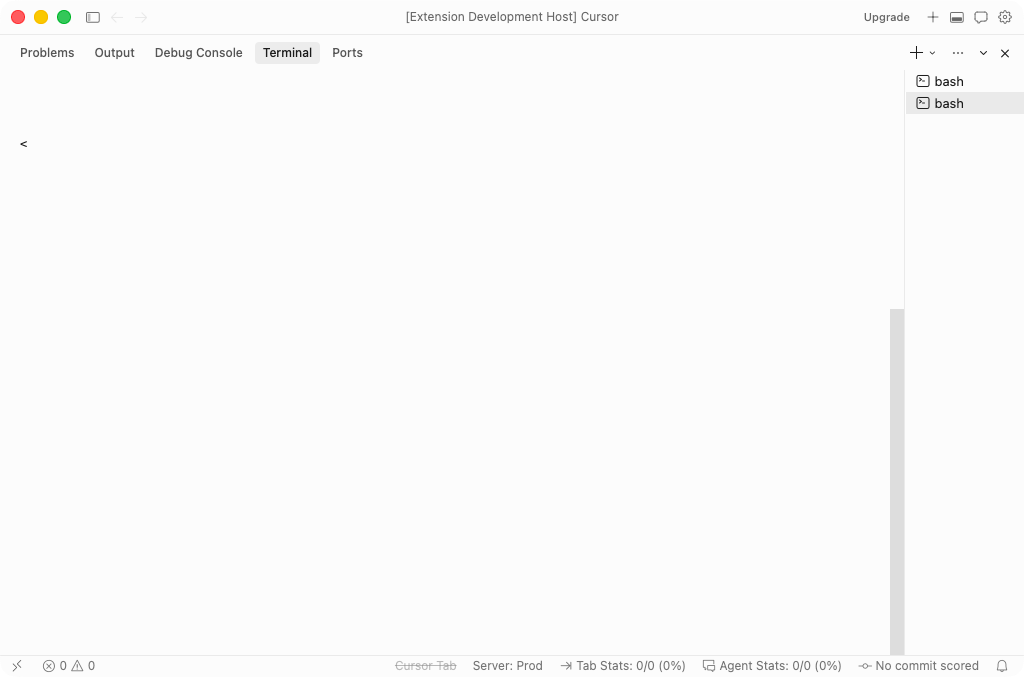 [Extension Development Host] Cursor
Upgrade
Problems Output Debug Console Terminal Ports
bash
bash
<
0 0 Cursor Tab Server: Prod Tab Stats: 0/0 (0%) Agent Stats: 0/0 (0%) No commit scored